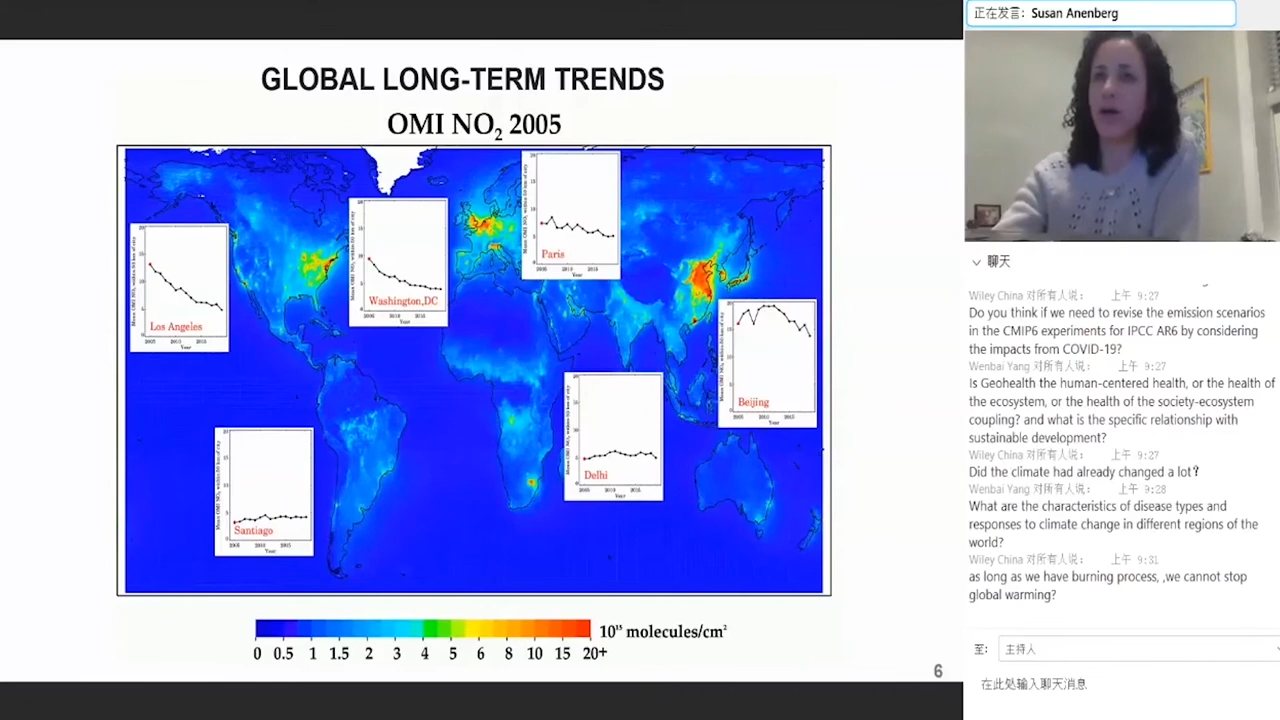 正在发言: Susan Anenberg
GLOBAL LONG-TERM TRENDS
OMI NO₂ 2005
Los Angeles
Year
Washington,DC
Year
Paris
Year
Beijing
Year
Delhi
Year
Santiago
Year
10¹⁵ molecules/cm²
0 0.5 1 1.5 2 3 4 5 6 8 10 15 20+
6
聊天
Wiley China 对所有人说: 上午 9:27
Do you think if we need to revise the emission scenarios
in the CMIP6 experiments for IPCC AR6 by considering
the impacts from COVID-19?
Wenbai Yang 对所有人说: 上午 9:27
Is Geohealth the human-centered health, or the health of
the ecosystem, or the health of the society-ecosystem
coupling? and what is the specific relationship with
sustainable development?
Wiley China 对所有人说: 上午 9:27
Did the climate had already changed a lot?
Wenbai Yang 对所有人说: 上午 9:28
What are the characteristics of disease types and
responses to climate change in different regions of the
world?
Wiley China 对所有人说: 上午 9:31
as long as we have burning process, ,we cannot stop
global warming?
至: 主持人
在此处输入聊天消息